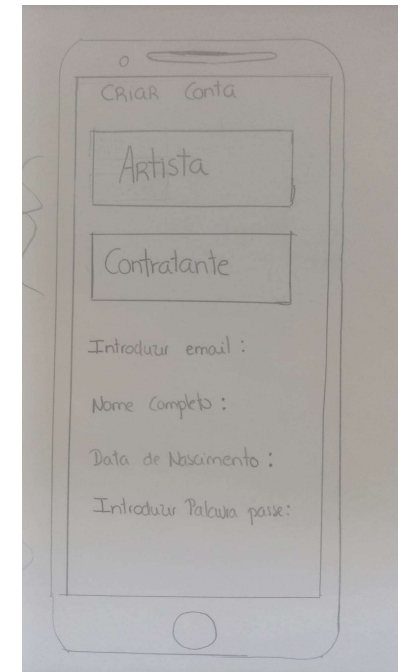 CRIAR Conta
Artista
Contratante
Introduzir email :
Nome Completo :
Data de Nascimento :
Introduzir Palavra passe: